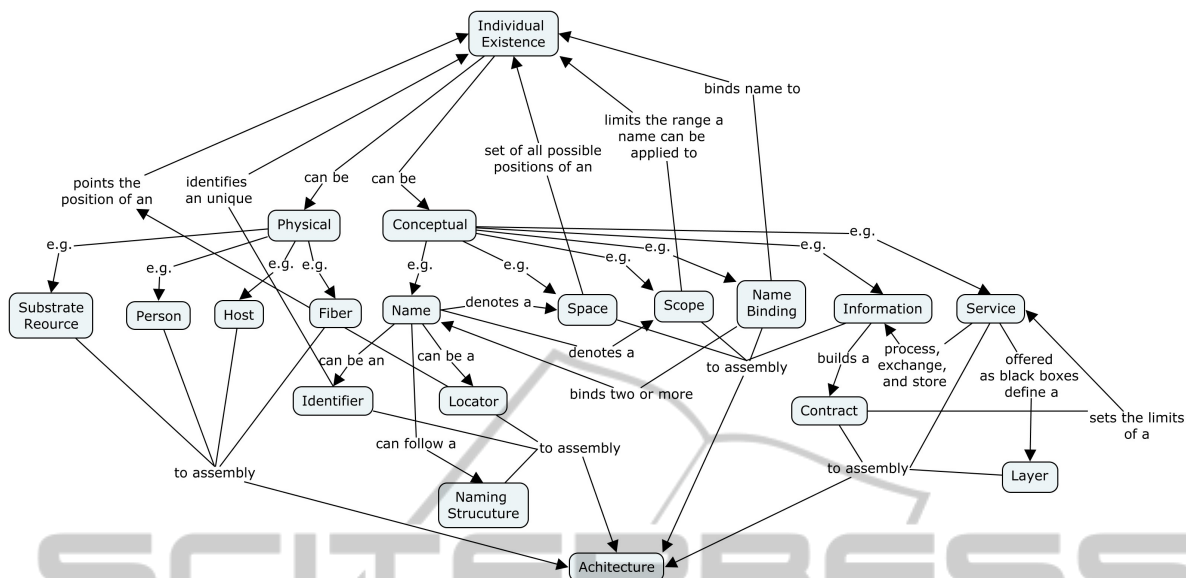 Individual
Existence
binds name to
limits the range a
name can be
applied to
set of all possible
positions of an
points the
position of an
identifies
an unique
can be
can be
Physical
Conceptual
e.g.
e.g.
e.g.
e.g.
e.g.
e.g.
e.g.
e.g.
e.g.
e.g.
Substrate
Reource
Person
Host
Fiber
Name
denotes a
Space
Scope
Name
Binding
Information
Service
can be an
can be a
denotes a
to assembly
builds a
process,
exchange,
and store
offered
as black boxes
define a
Identifier
Locator
binds two or more
Contract
sets the limits
of a
can follow a
to assembly
to assembly
to assembly
Layer
Naming
Strucuture
Achitecture
SCITEPRESS